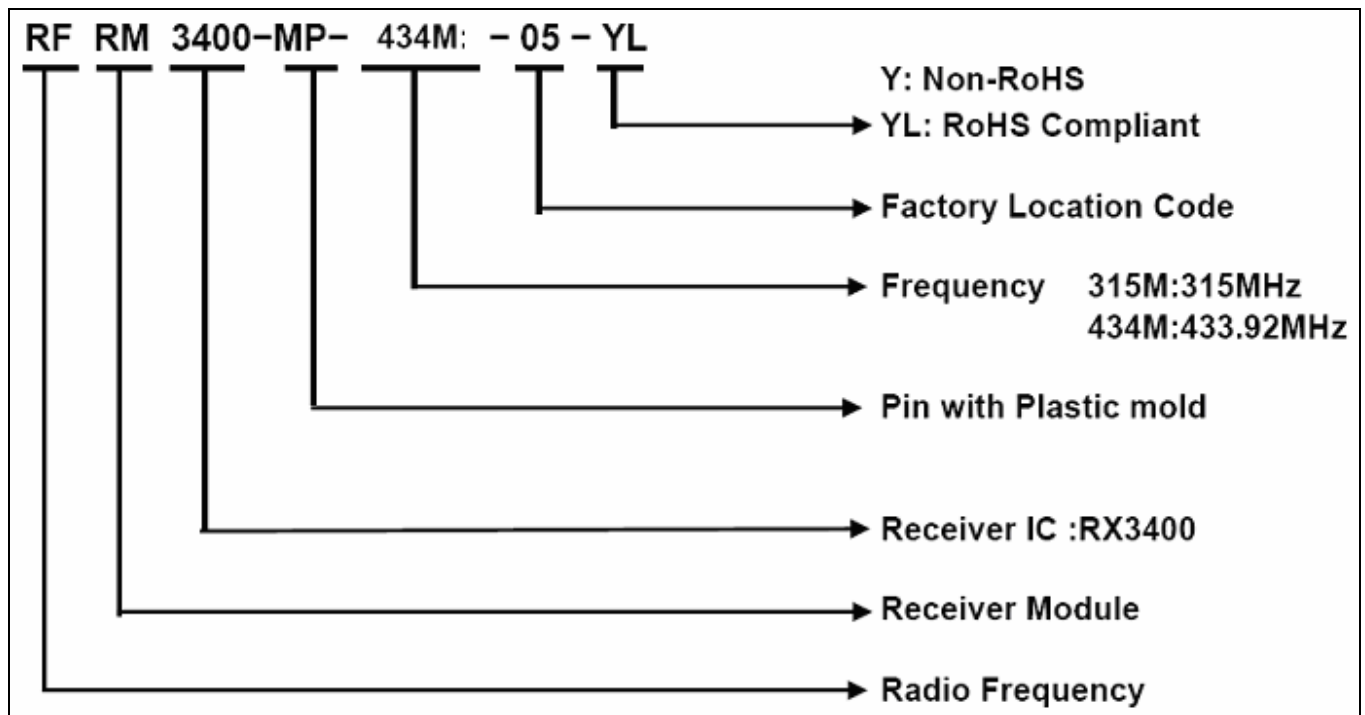 RF RM 3400-MP- 434M: -05-YL
Y: Non-RoHS
YL: RoHS Compliant
Factory Location Code
Frequency 315M:315MHz
434M:433.92MHz
Pin with Plastic mold
Receiver IC :RX3400
Receiver Module
Radio Frequency